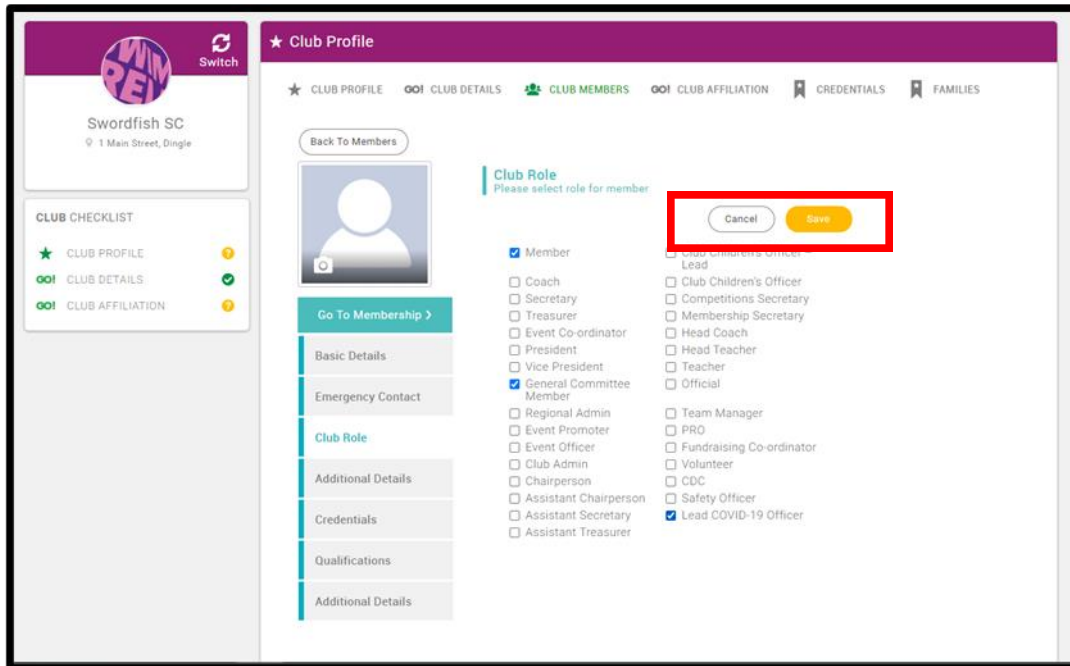 Switch
Swordfish SC
1 Main Street, Dingle
CLUB CHECKLIST
CLUB PROFILE
GO! CLUB DETAILS
GO! CLUB AFFILIATION
Club Profile
CLUB PROFILE GO! CLUB DETAILS CLUB MEMBERS GO! CLUB AFFILIATION CREDENTIALS FAMILIES
Back To Members
Go To Membership >
Basic Details
Emergency Contact
Club Role
Additional Details
Credentials
Qualifications
Additional Details
Club Role
Please select role for member
Cancel Save
Member
Coach
Secretary
Treasurer
Event Co-ordinator
President
Vice President
General Committee
Member
Regional Admin
Event Promoter
Event Officer
Club Admin
Chairperson
Assistant Chairperson
Assistant Secretary
Assistant Treasurer
Club Children's Officer -
Lead
Club Children's Officer
Competitions Secretary
Membership Secretary
Head Coach
Head Teacher
Teacher
Official
Team Manager
PRO
Fundraising Co-ordinator
Volunteer
CDC
Safety Officer
Lead COVID-19 Officer